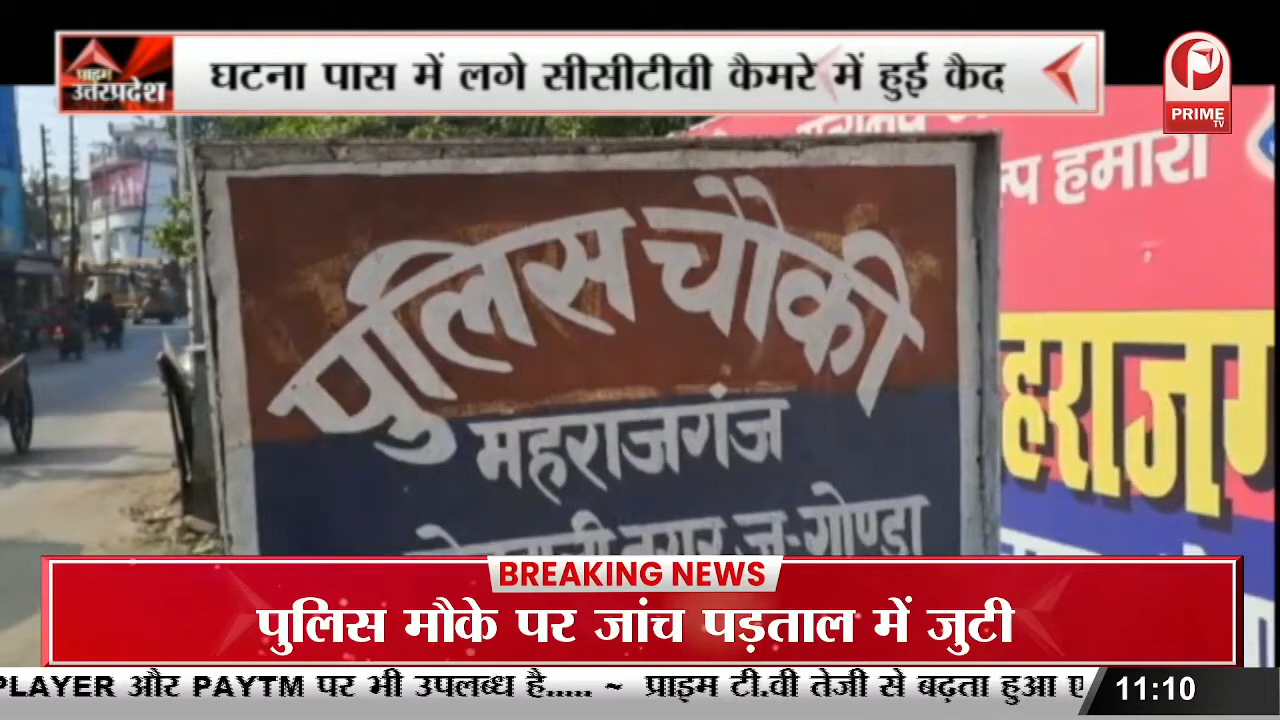 घटना पास में लगे सीसीटीवी कैमरे में हुई कैद
प्राइम
उत्तरप्रदेश
PRIME
TV
हमारा
पुलिस चौकी
महराजगंज
नगर ज-गोण्डा
हराजग
BREAKING NEWS
पुलिस मौके पर जांच पड़ताल में जुटी
PLAYER और PAYTM पर भी उपलब्ध है..... ~ प्राइम टी.वी तेजी से बढ़ता हुआ ए
11:10